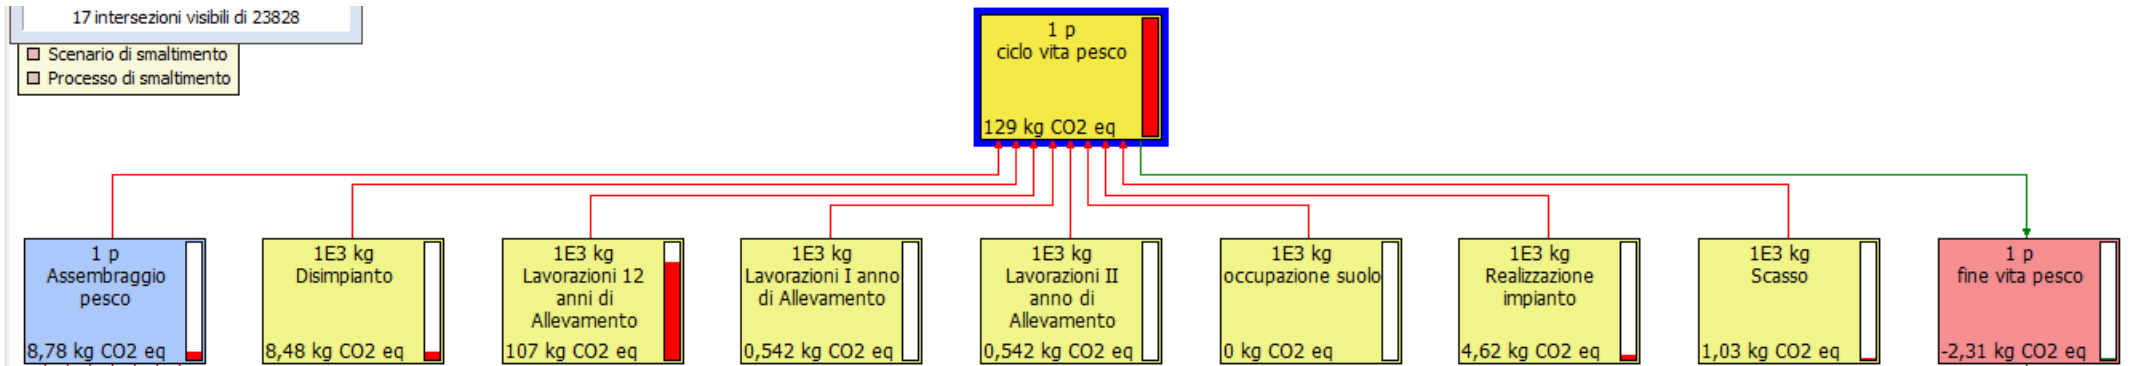 17 intersezioni visibili di 23828
Scenario di smaltimento
Processo di smaltimento
1 p
ciclo vita pesco
129 kg CO2 eq
1 p
Assembraggio
pesco
8,78 kg CO2 eq
1E3 kg
Disimpianto
8,48 kg CO2 eq
1E3 kg
Lavorazioni 12
anni di
Allevamento
107 kg CO2 eq
1E3 kg
Lavorazioni I anno
di Allevamento
0,542 kg CO2 eq
1E3 kg
Lavorazioni II
anno di
Allevamento
0,542 kg CO2 eq
1E3 kg
occupazione suolo
0 kg CO2 eq
1E3 kg
Realizzazione
impianto
4,62 kg CO2 eq
1E3 kg
Scasso
1,03 kg CO2 eq
1 p
fine vita pesco
-2,31 kg CO2 eq